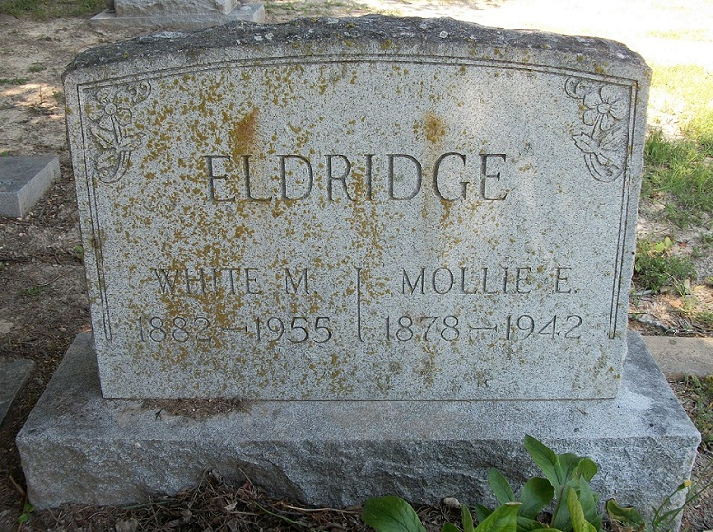 ELDRIDGE
WHITE M. MOLLIE E.
1882-1955 1878-1942